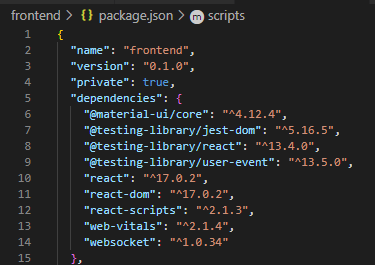 frontend > {} package.json > m scripts
1 {
2 "name": "frontend",
3 "version": "0.1.0",
4 "private": true,
5 "dependencies": {
6 "@material-ui/core": "^4.12.4",
7 "@testing-library/jest-dom": "^5.16.5",
8 "@testing-library/react": "^13.4.0",
9 "@testing-library/user-event": "^13.5.0",
10 "react": "^17.0.2",
11 "react-dom": "^17.0.2",
12 "react-scripts": "^2.1.3",
13 "web-vitals": "^2.1.4",
14 "websocket": "^1.0.34"
15 },